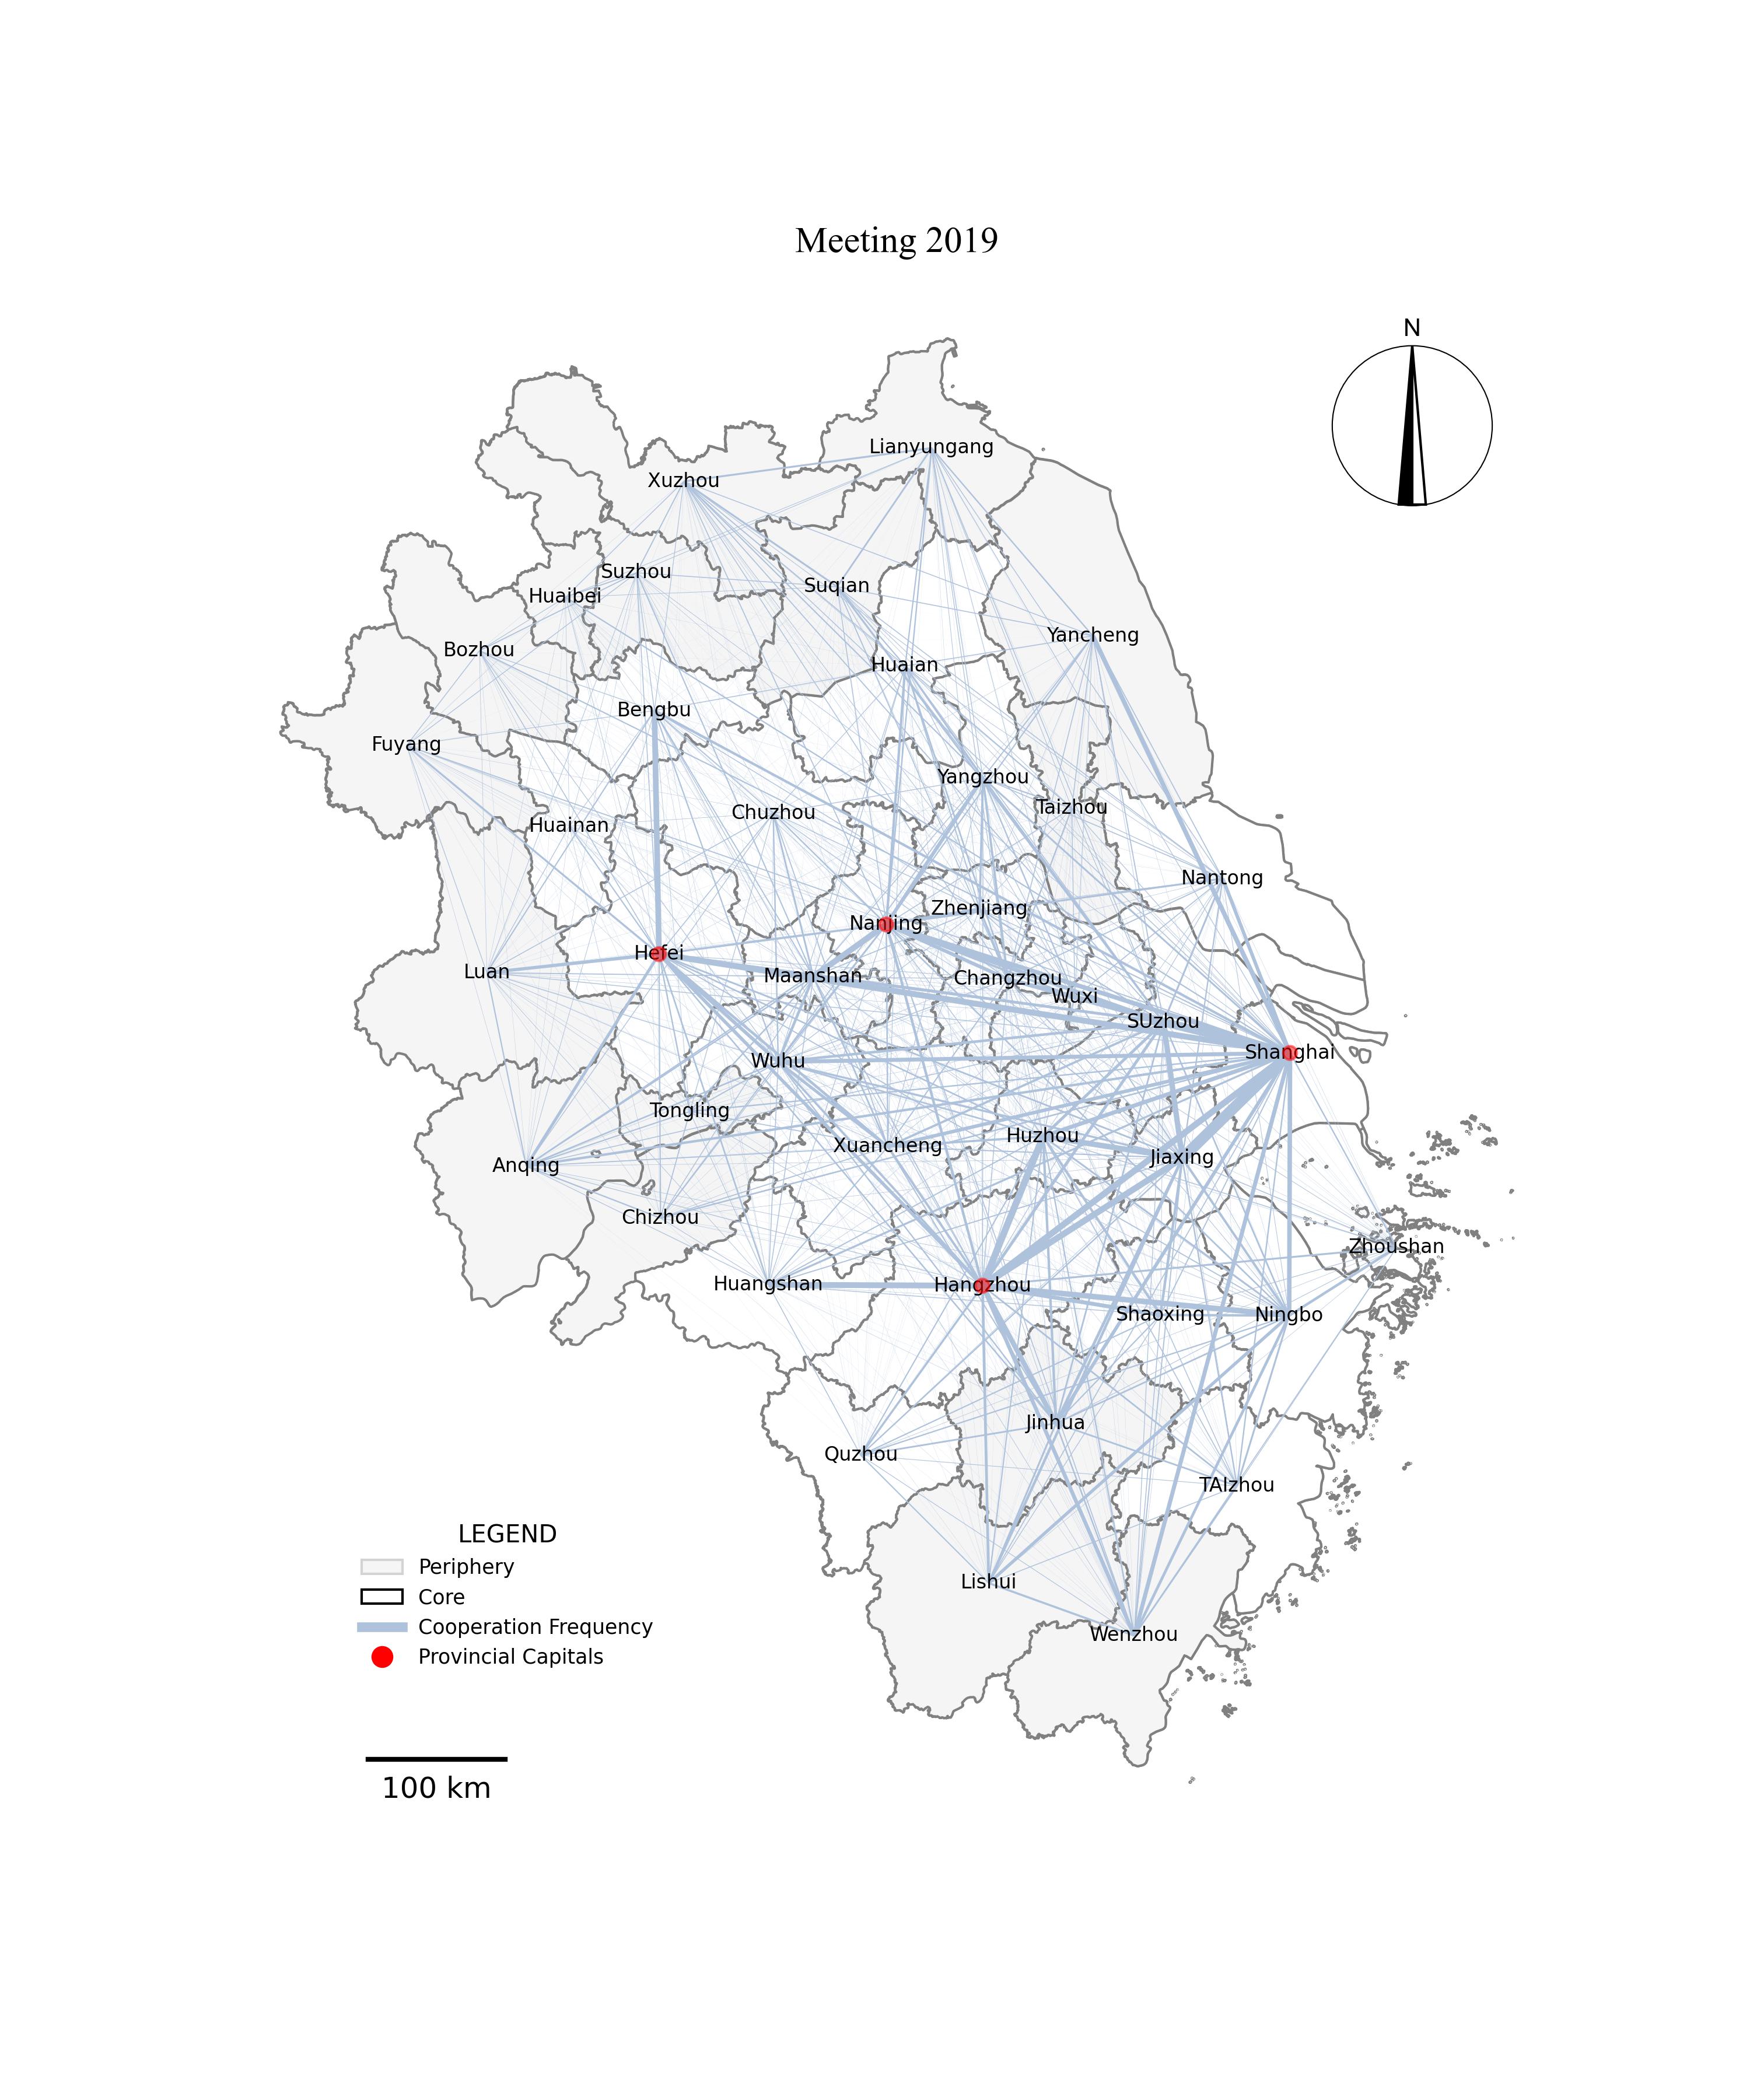 Meeting 2019
N
Lianyungang
Xuzhou
Suzhou
Suqian
Huaibei
Yancheng
Bozhou
Huaian
Bengbu
Fuyang
Yangzhou
Taizhou
Chuzhou
Huainan
Nantong
Zhenjiang
Nanjing
Hefei
Luan
Maanshan
Changzhou
Wuxi
SUzhou
Shanghai
Wuhu
Tongling
Huzhou
Xuancheng
Jiaxing
Anqing
Chizhou
Zhoushan
Huangshan
Hangzhou
Shaoxing
Ningbo
Jinhua
Quzhou
TAIzhou
Lishui
Wenzhou
LEGEND
Periphery
Core
Cooperation Frequency
Provincial Capitals
100 km